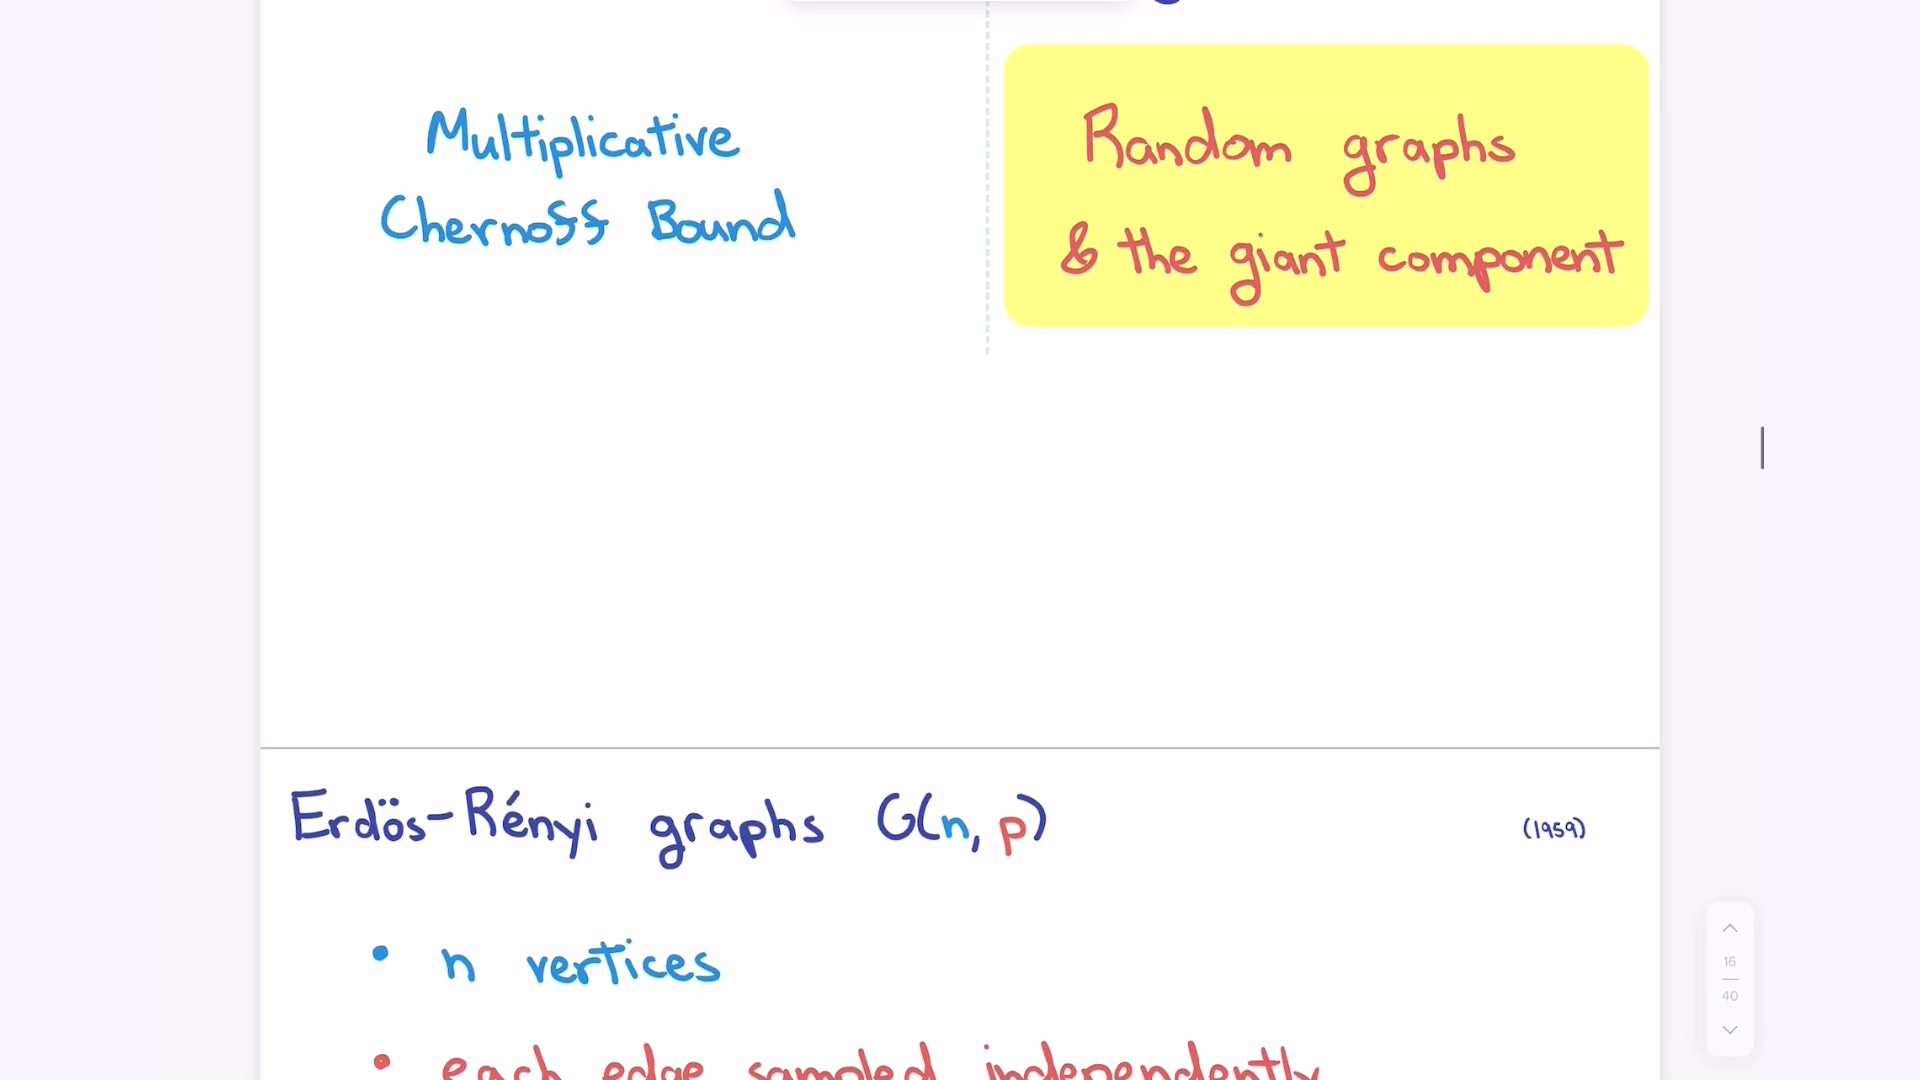 Multiplicative
Chernoff Bound
Random graphs
& the giant component
Erdös-Rényi graphs G(n, p)
(1959)
• n vertices
• each edge sampled independently
16
40